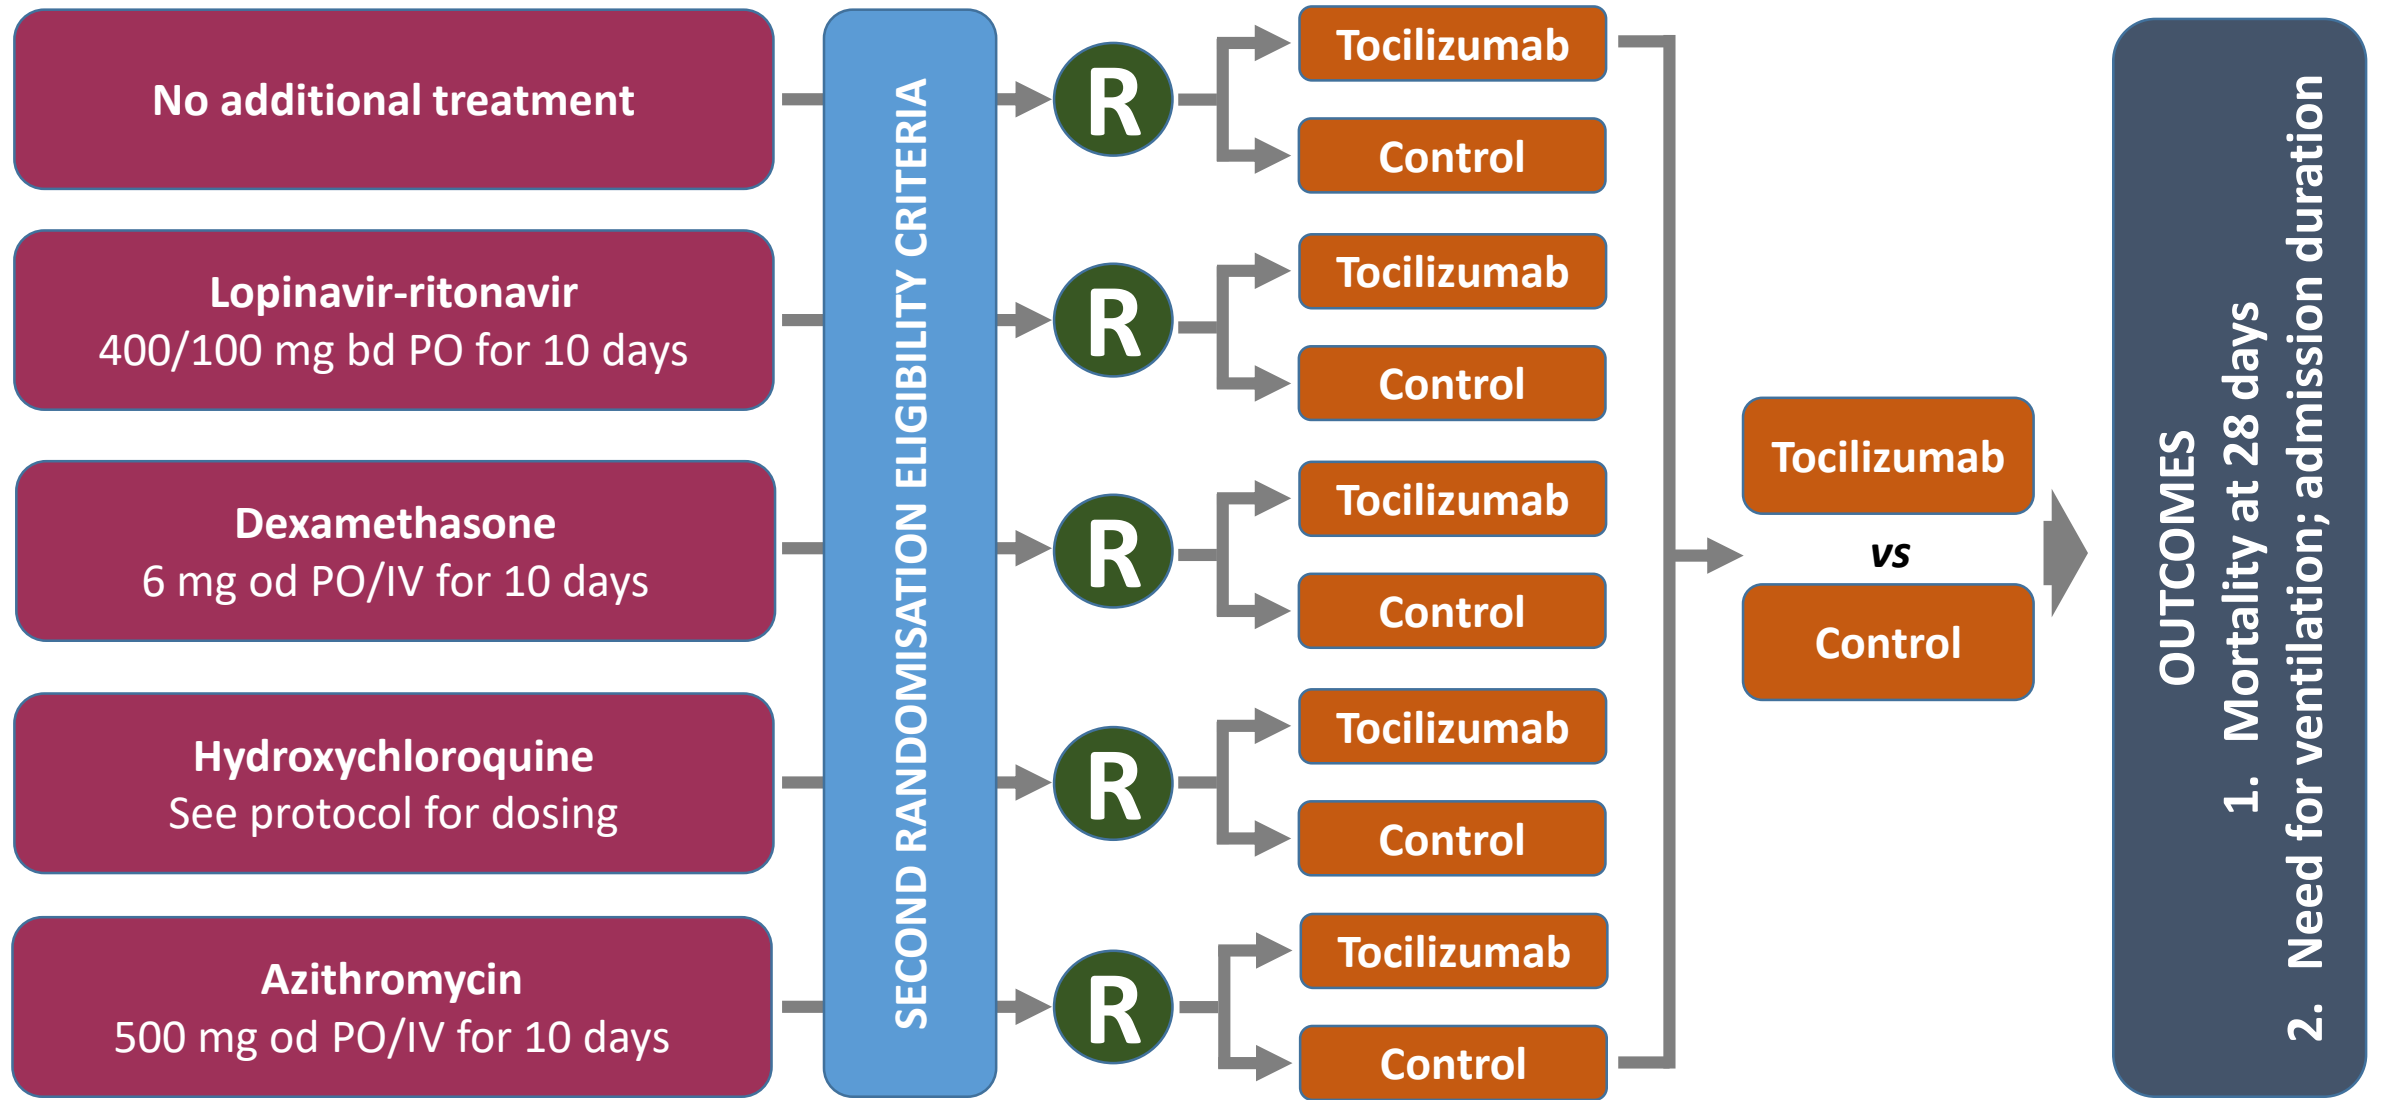 No additional treatment
Lopinavir-ritonavir
400/100 mg bd PO for 10 days
Dexamethasone
6 mg od PO/IV for 10 days
Hydroxychloroquine
See protocol for dosing
Azithromycin
500 mg od PO/IV for 10 days
SECOND RANDOMISATION ELIGIBILITY CRITERIA
R
R
R
R
R
Tocilizumab
Control
Tocilizumab
Control
Tocilizumab
Control
Tocilizumab
Control
Tocilizumab
Control
Tocilizumab
vs
Control
OUTCOMES
1. Mortality at 28 days
2. Need for ventilation; admission duration